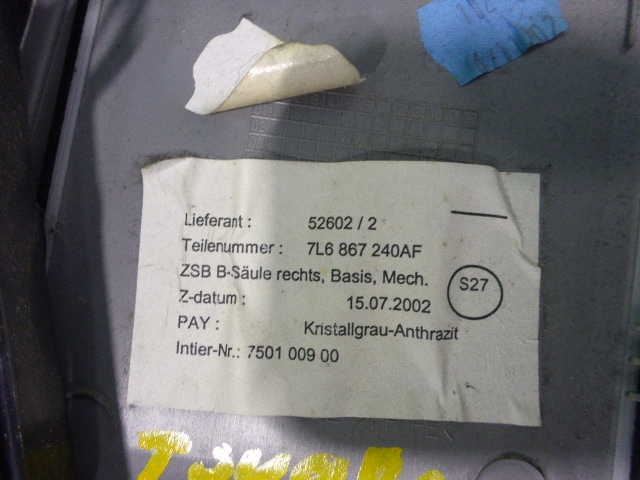 Lieferant : 52602 / 2
Teilenummer : 7L6 867 240AF
ZSB B-Säule rechts, Basis, Mech.
S27
Z-datum : 15.07.2002
PAY : Kristallgrau-Anthrazit
Intier-Nr.: 7501 009 00